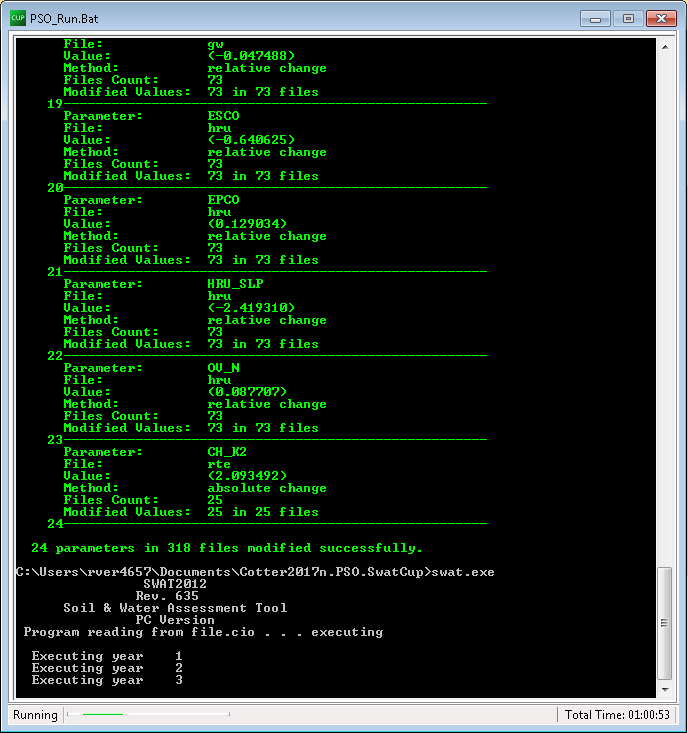 CUP PSO_Run.Bat
File: gw
Value: (-0.047488)
Method: relative change
Files Count: 73
Modified Values: 73 in 73 files
19-----------------------------------------------------
Parameter: ESCO
File: hru
Value: (-0.640625)
Method: relative change
Files Count: 73
Modified Values: 73 in 73 files
20-----------------------------------------------------
Parameter: EPCO
File: hru
Value: (0.129034)
Method: relative change
Files Count: 73
Modified Values: 73 in 73 files
21-----------------------------------------------------
Parameter: HRU_SLP
File: hru
Value: (-2.419310)
Method: relative change
Files Count: 73
Modified Values: 73 in 73 files
22-----------------------------------------------------
Parameter: OV_N
File: hru
Value: (0.087707)
Method: relative change
Files Count: 73
Modified Values: 73 in 73 files
23-----------------------------------------------------
Parameter: CH_K2
File: rte
Value: (2.093492)
Method: absolute change
Files Count: 25
Modified Values: 25 in 25 files
24-----------------------------------------------------
24 parameters in 318 files modified successfully.
C:\Users\rver4657\Documents\Cotter2017n.PSO.SwatCup>swat.exe
SWAT2012
Rev. 635
Soil & Water Assessment Tool
PC Version
Program reading from file.cio . . . executing
Executing year 1
Executing year 2
Executing year 3
Running Total Time: 01:00:53